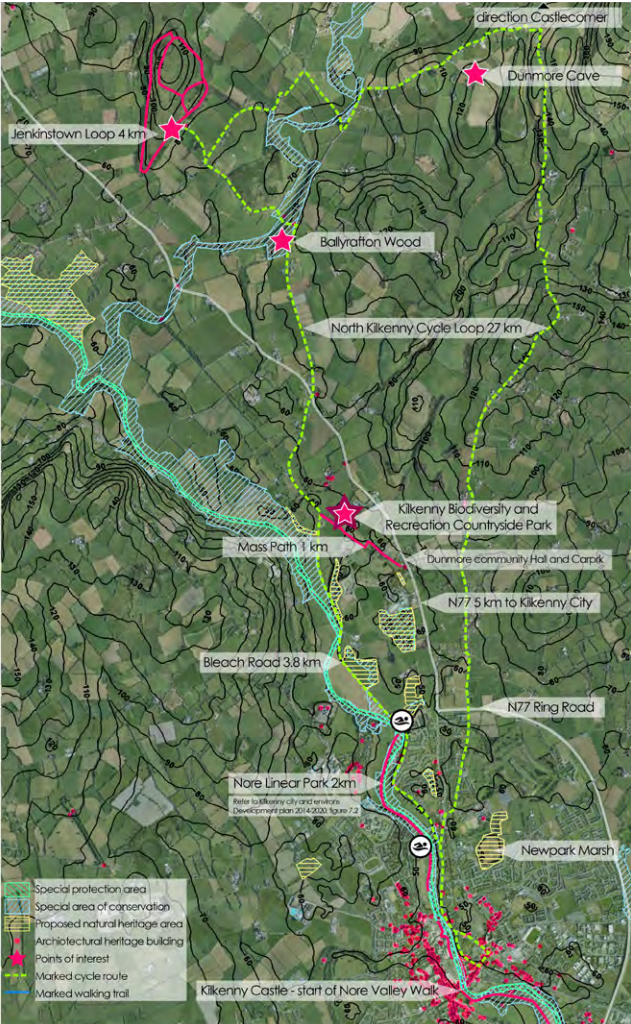 direction Castlecomer
Dunmore Cave
Jenkinstown Loop 4 km
Ballyrafton Wood
North Kilkenny Cycle Loop 27 km
Kilkenny Biodiversity and
Recreation Countryside Park
Mass Path 1 km
Dunmore community Hall and Carprk
N77 5 km to Kilkenny City
Bleach Road 3.8 km
N77 Ring Road
Nore Linear Park 2km
Refer to Kilkenny city and environs
Development plan 2014-2020. figure 7.2
Newpark Marsh
Special protection area
Special area of conservation
Proposed natural heritage area
Archiotectural heritage building
Points of interest
Marked cycle route
Marked walking trail
Kilkenny Castle - start of Nore Valley Walk